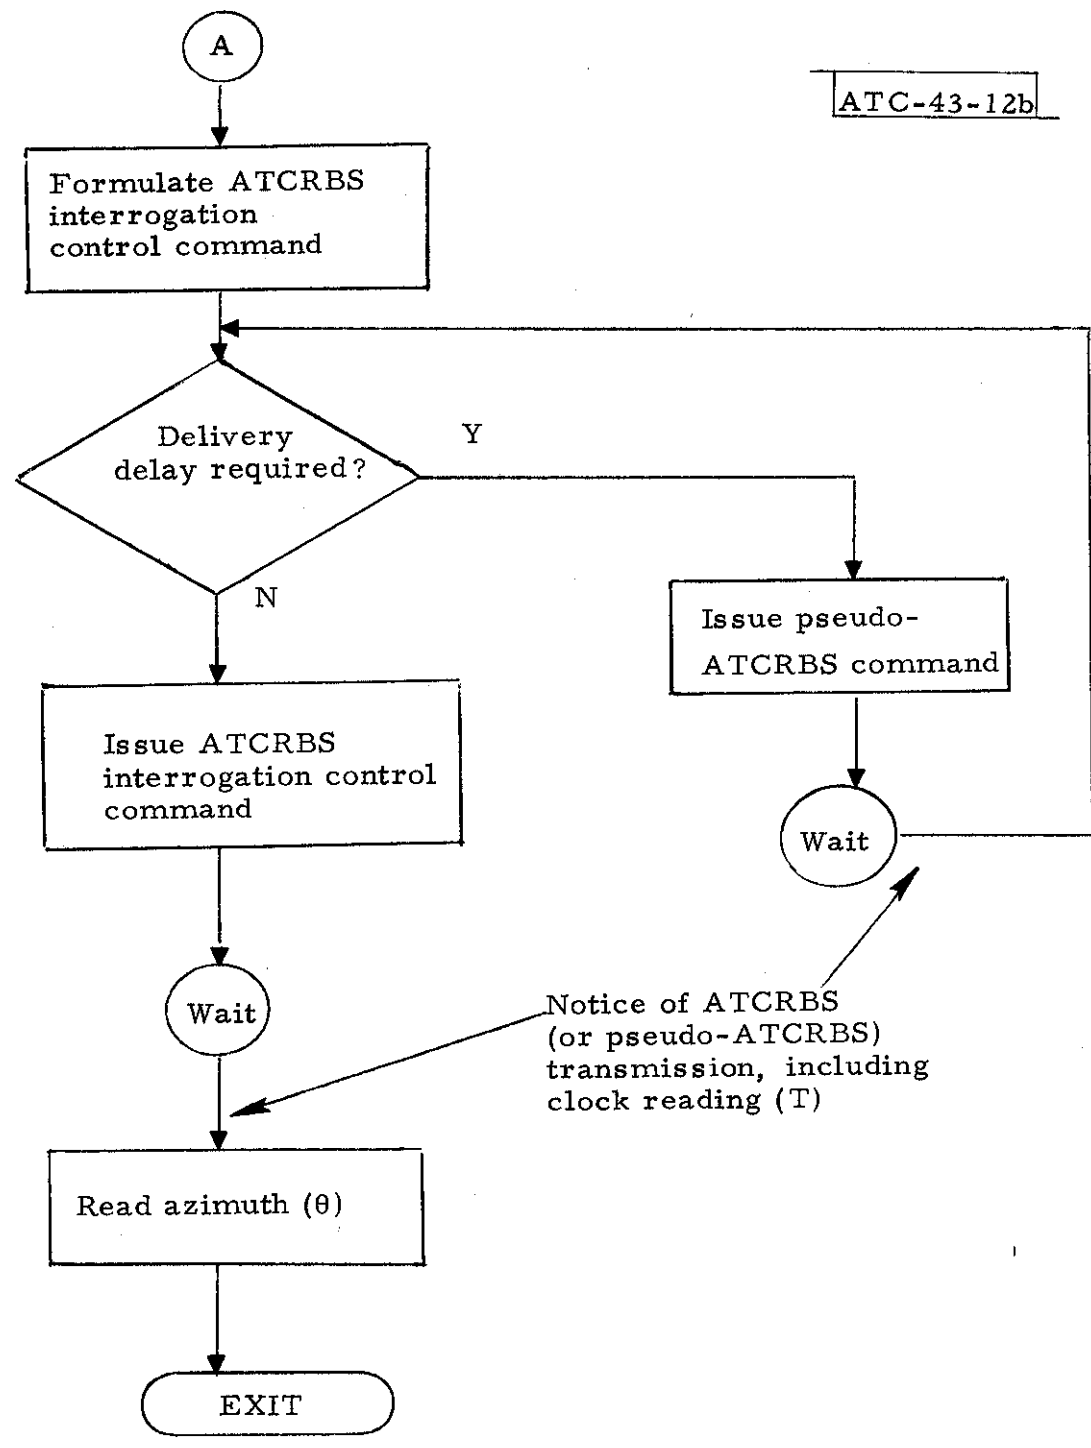 A
ATC-43-12b
Formulate ATCRBS
interrogation
control command
Delivery
delay required?
Y
N
Issue pseudo-
ATCRBS command
Issue ATCRBS
interrogation control
command
Wait
Wait
Notice of ATCRBS
(or pseudo-ATCRBS)
transmission, including
clock reading (T)
Read azimuth (θ)
EXIT